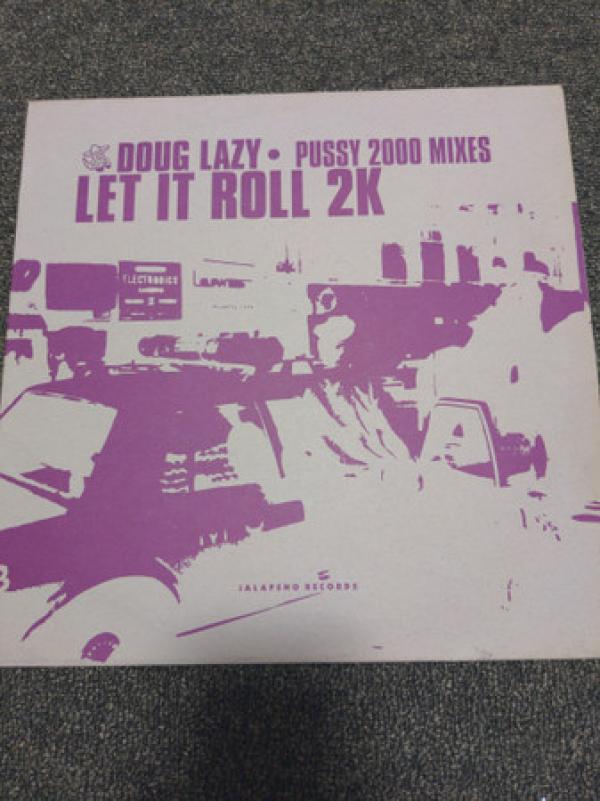 DOUG LAZY • PUSSY 2000 MIXES
LET IT ROLL 2K
ELECTRONICS
JALAPENO RECORDS